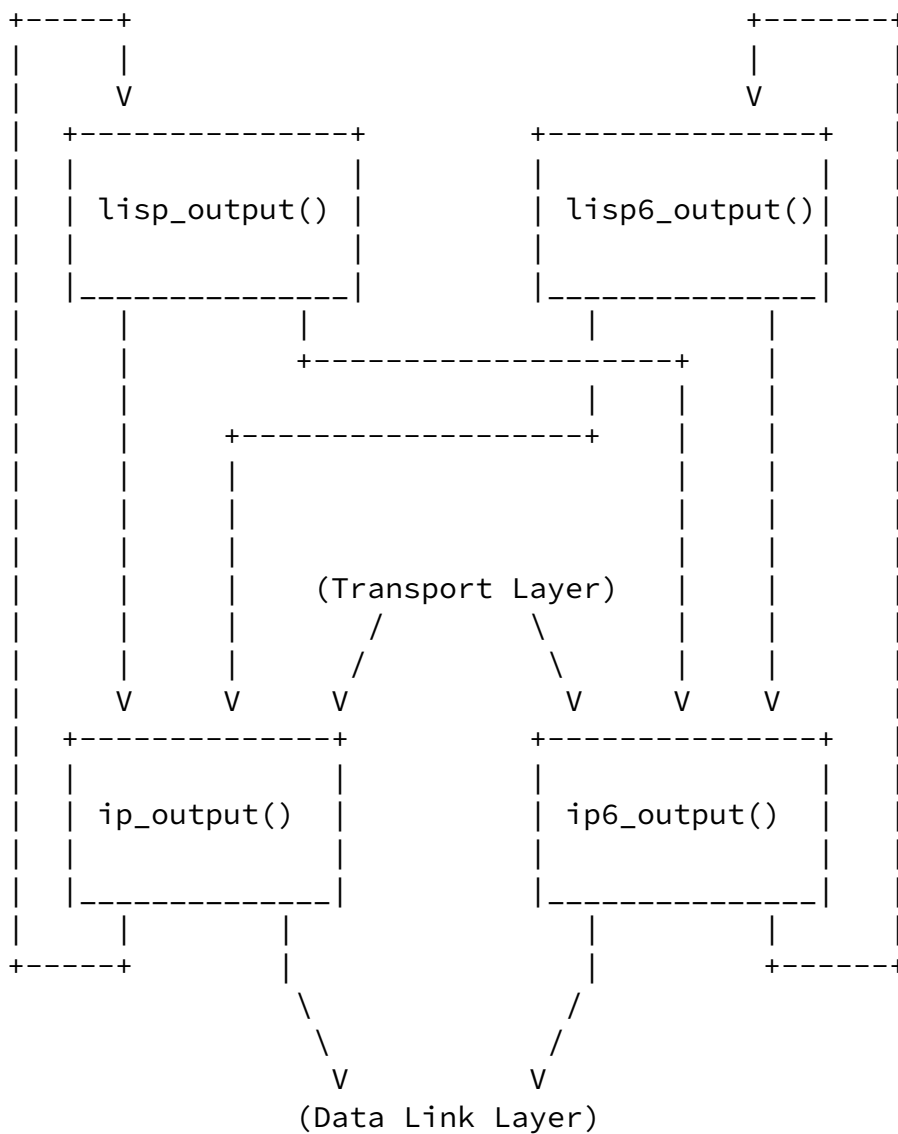 lisp_output() lisp6_output()
(Transport Layer)
V V V V V V
ip_output() ip6_output()
V V
(Data Link Layer)